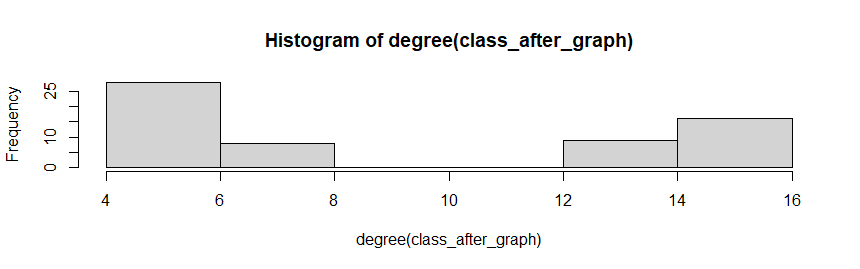 Histogram of degree(class_after_graph)
Frequency
25
10
0
4 6 8 10 12 14 16
degree(class_after_graph)